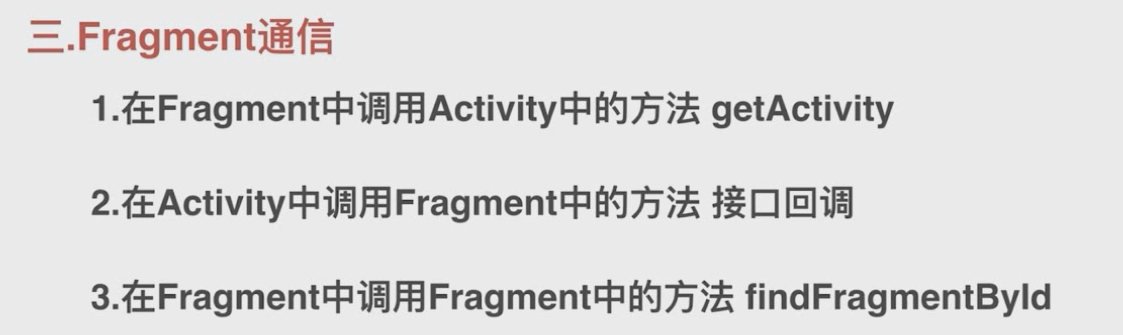 三.Fragment通信
1.在Fragment中调用Activity中的方法 getActivity
2.在Activity中调用Fragment中的方法 接口回调
3.在Fragment中调用Fragment中的方法 findFragmentById